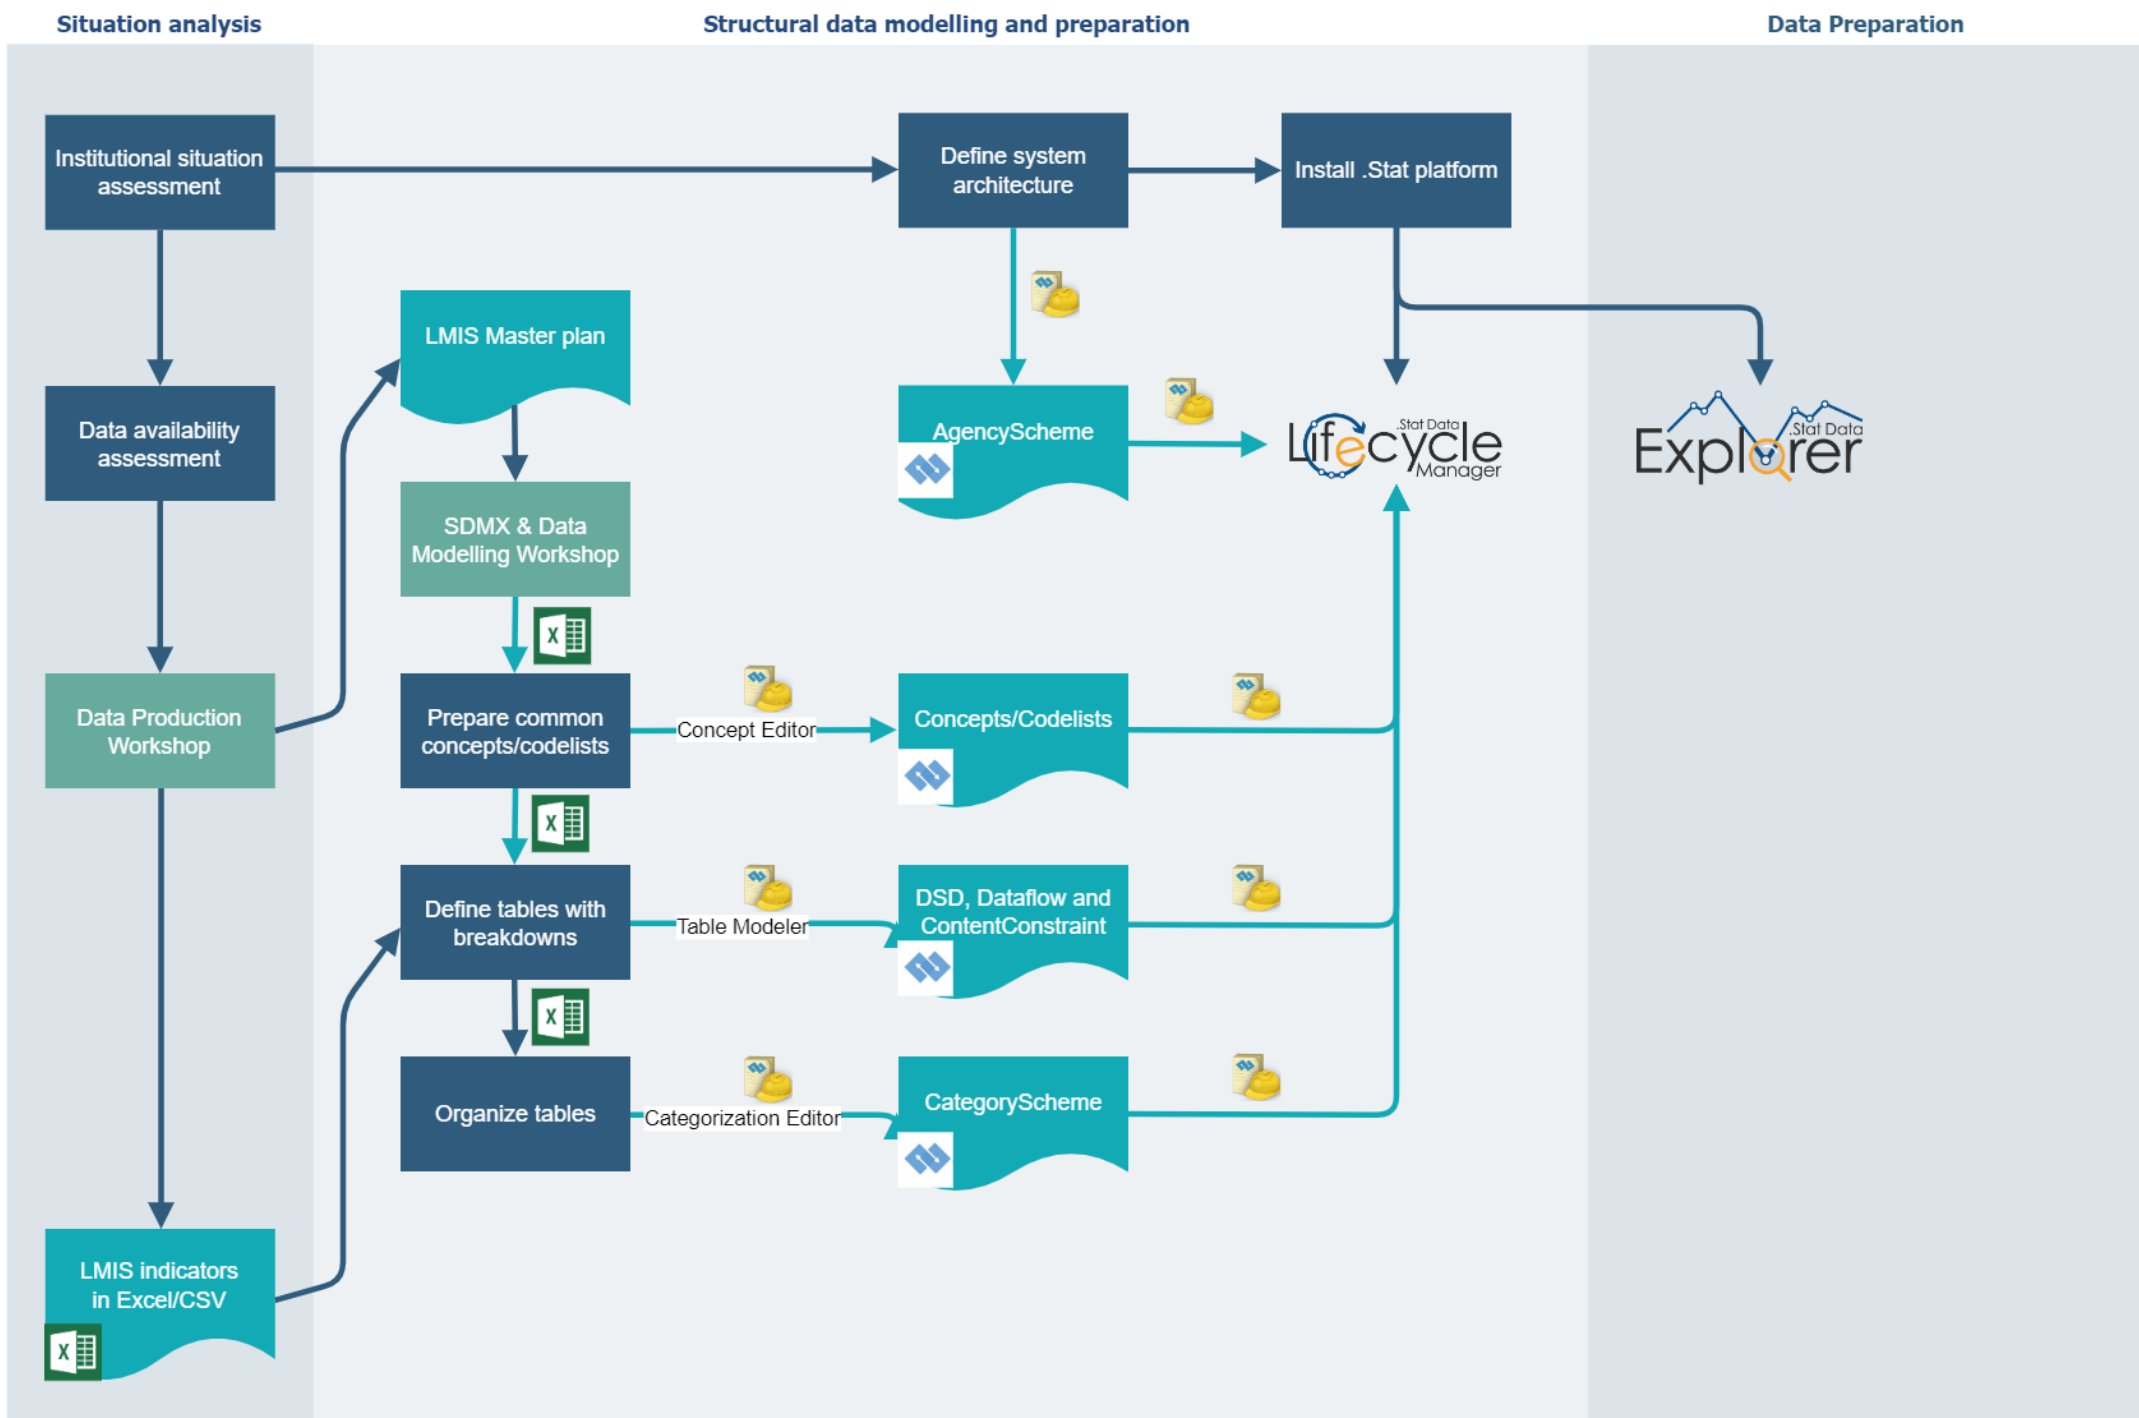 Situation analysis
Structural data modelling and preparation
Data Preparation
Institutional situation
assessment
Define system
architecture
Install .Stat platform
LMIS Master plan
Data availability
assessment
AgencyScheme
.Stat Data
Lifecycle
Manager
.Stat Data
Explorer
SDMX & Data
Modelling Workshop
X
Data Production
Workshop
Prepare common
concepts/codelists
Concept Editor
Concepts/Codelists
X
Define tables with
breakdowns
Table Modeler
DSD, Dataflow and
ContentConstraint
X
Organize tables
Categorization Editor
CategoryScheme
LMIS indicators
in Excel/CSV
X